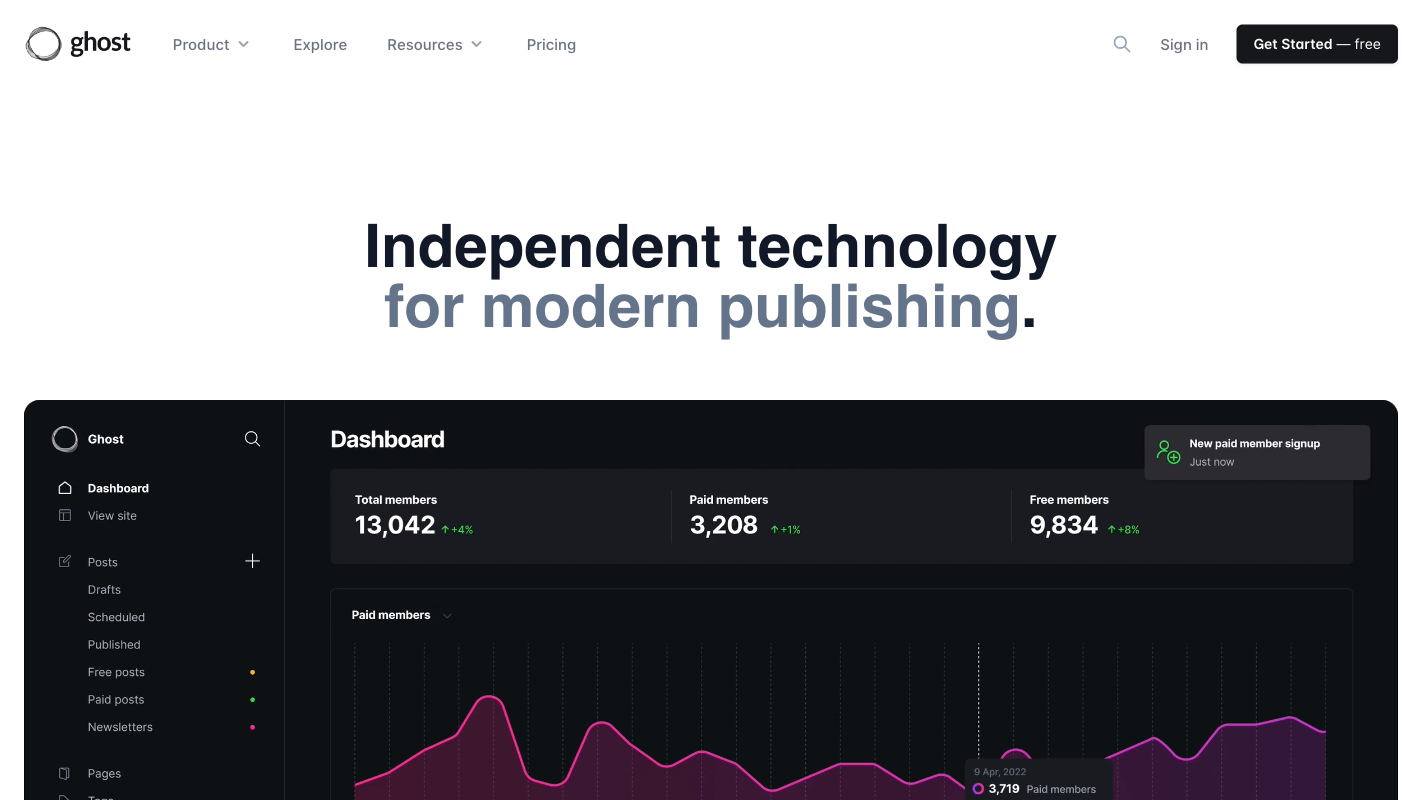 ghost
Product
Explore
Resources
Pricing
Sign in
Get Started — free
Independent technology
for modern publishing.
Ghost
Dashboard
View site
Posts
Drafts
Scheduled
Published
Free posts
Paid posts
Newsletters
Pages
Tags
Dashboard
New paid member signup
Just now
Total members
13,042 +4%
Paid members
3,208 +1%
Free members
9,834 +8%
Paid members
9 Apr, 2022
3,719 Paid members